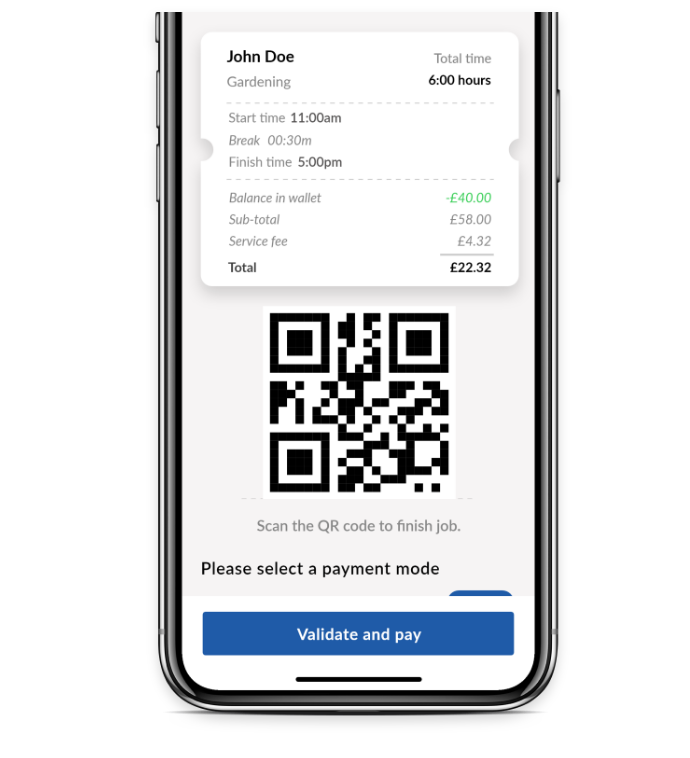 John Doe
Total time
Gardening
6:00 hours
Start time 11:00am
Break 00:30m
Finish time 5:00pm
Balance in wallet -£40.00
Sub-total £58.00
Service fee £4.32
Total £22.32
Scan the QR code to finish job.
Please select a payment mode
Validate and pay